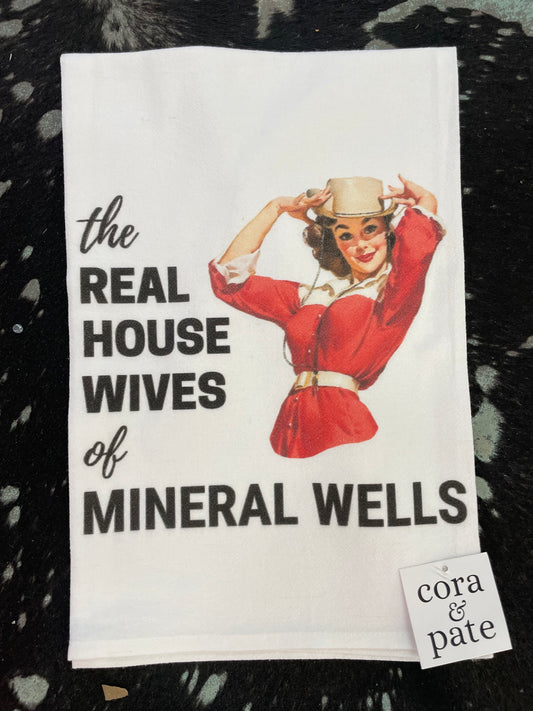 the
REAL
HOUSE
WIVES
of
MINERAL WELLS
cora
&
pate